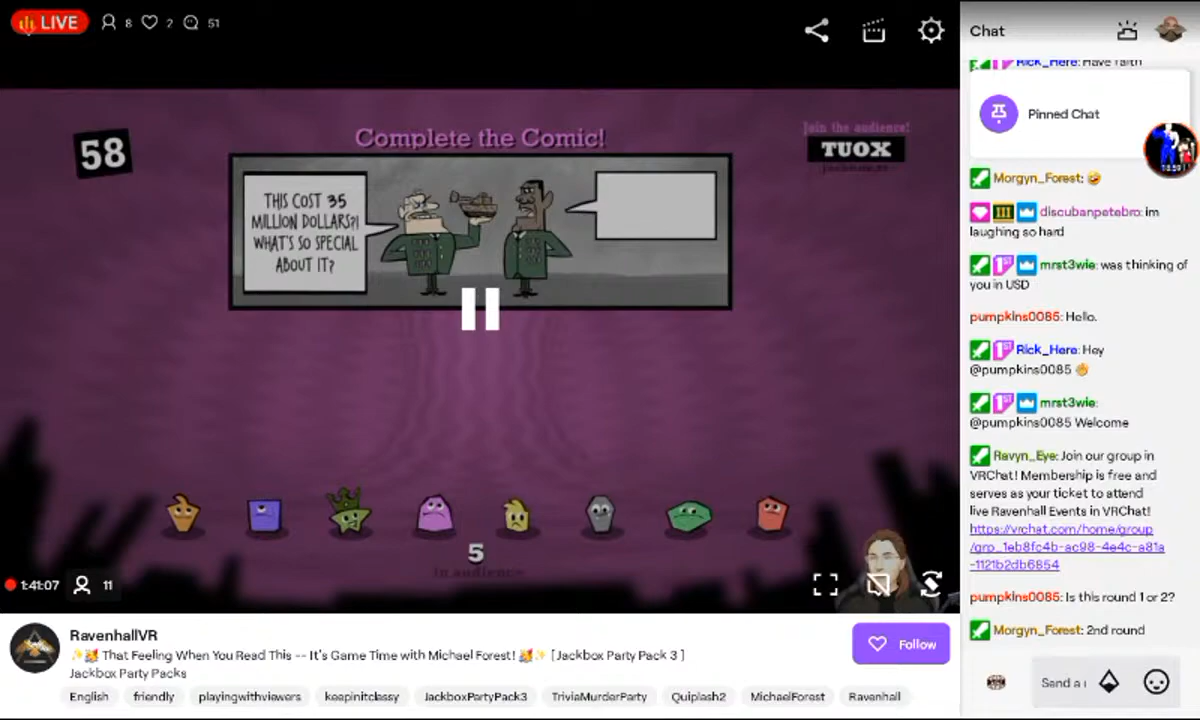 LIVE 8 2 51
58
Complete the Comic!
Join the audience!
TUOX
THIS COST 35
MILLION DOLLARS?!
WHAT'S SO SPECIAL
ABOUT IT?
5
in audience
1:41:07 11
RavenhallVR
✨🥳 That Feeling When You Read This -- It's Game Time with Michael Forest! 🥳✨ [Jackbox Party Pack 3 ]
Jackbox Party Packs
Follow
English friendly playingwithviewers keepinitclassy JackboxPartyPack3 TriviaMurderParty Quiplash2 MichaelForest Ravenhall
Chat
Rick_Here: Have faith
Pinned Chat
Morgyn_Forest: 🤣
discubanpetebro: im
laughing so hard
mrst3wie: was thinking of
you in USD
pumpkins0085: Hello.
Rick_Here: Hey
@pumpkins0085 👏
mrst3wie:
@pumpkins0085 Welcome
Ravyn_Eye: Join our group in
VRChat! Membership is free and
serves as your ticket to attend
live Ravenhall Events in VRChat!
https://vrchat.com/home/group
/grp_1eb8fc4b-ac98-4e4c-a81a
-1121b2db6854
pumpkins0085: Is this round 1 or 2?
Morgyn_Forest: 2nd round
Send a